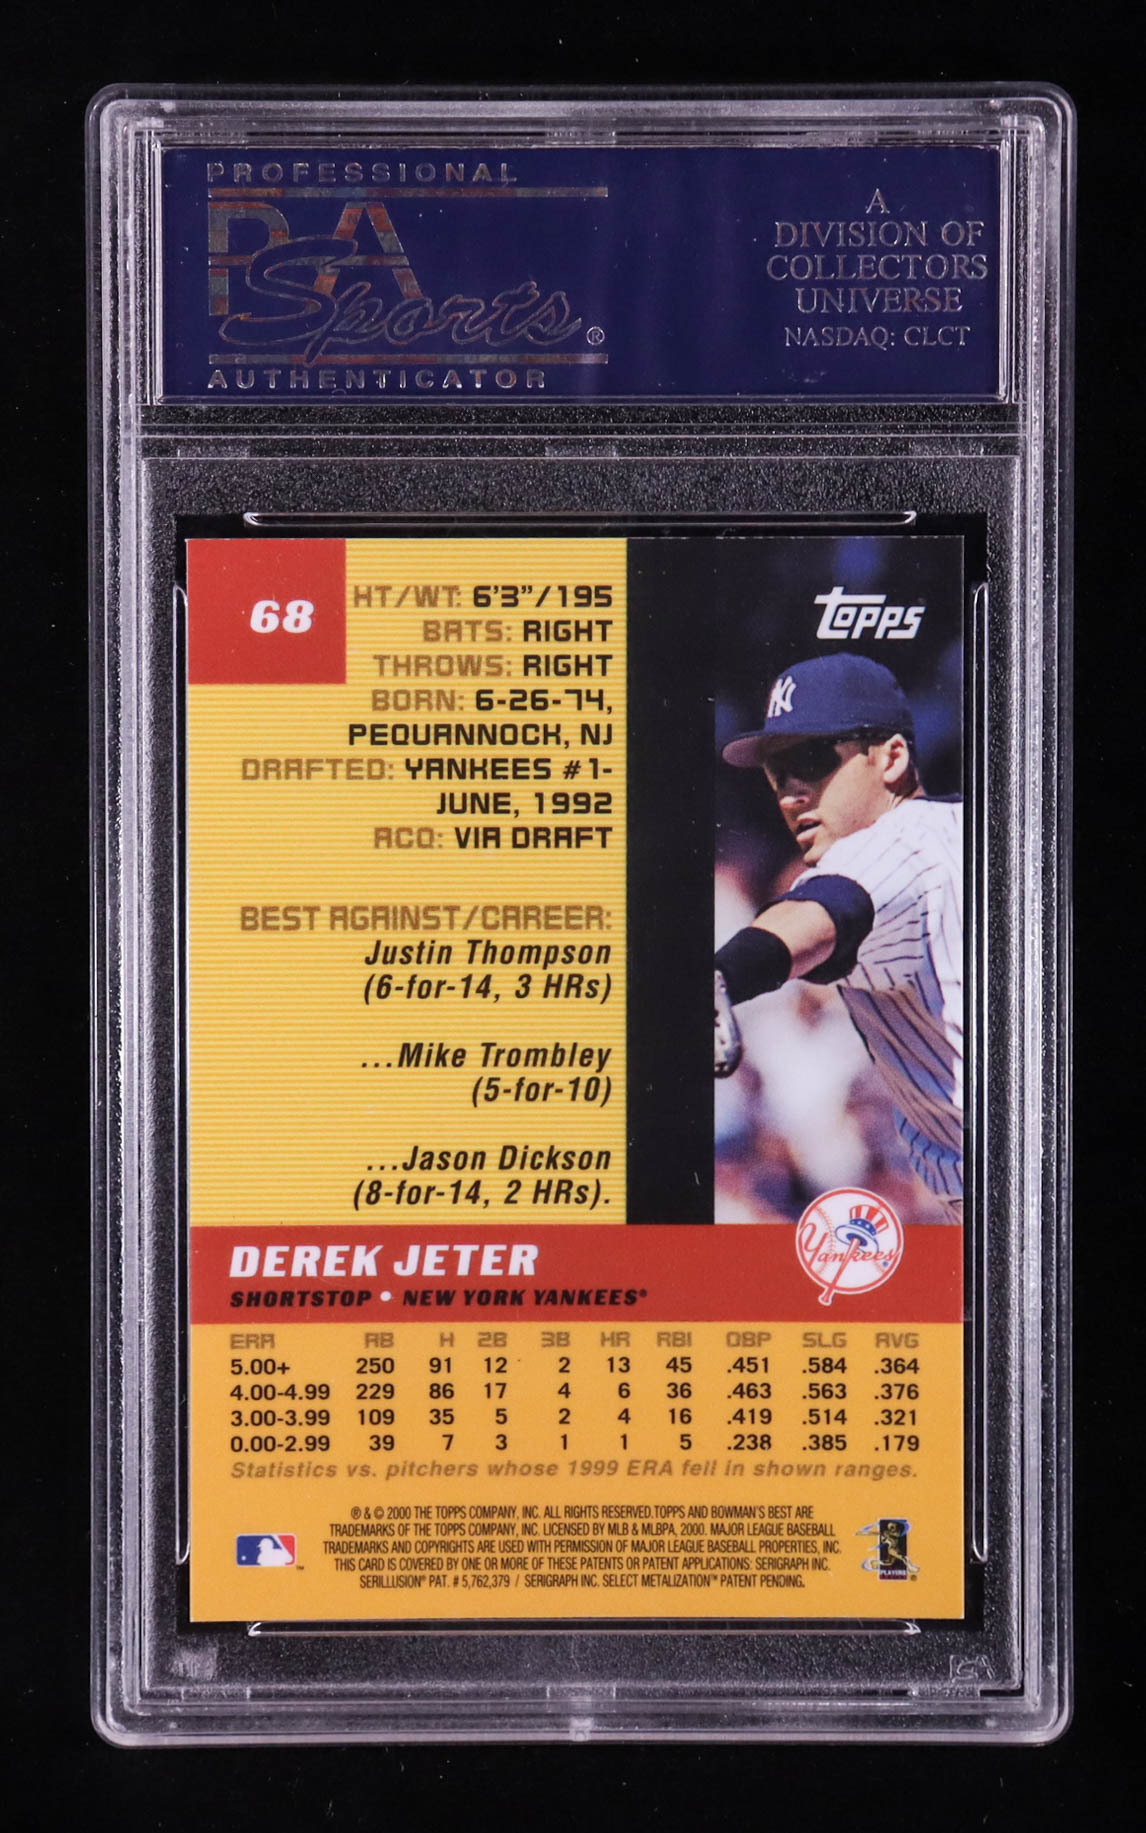 PROFESSIONAL
PSA
Sports®
AUTHENTICATOR
A
DIVISION OF
COLLECTORS
UNIVERSE
NASDAQ: CLCT
68
HT/WT: 6'3"/195
BATS: RIGHT
THROWS: RIGHT
BORN: 6-26-74,
PEQUANNOCK, NJ
DRAFTED: YANKEES #1-
JUNE, 1992
ACQ: VIA DRAFT
BEST AGAINST/CAREER:
Justin Thompson
(6-for-14, 3 HRs)
...Mike Trombley
(5-for-10)
...Jason Dickson
(8-for-14, 2 HRs).
TOPPS
NY
Yankees
DEREK JETER
SHORTSTOP • NEW YORK YANKEES®
ERA AB H 2B 3B HR RBI OBP SLG AVG
5.00+ 250 91 12 2 13 45 .451 .584 .364
4.00-4.99 229 86 17 4 6 36 .463 .563 .376
3.00-3.99 109 35 5 2 4 16 .419 .514 .321
0.00-2.99 39 7 3 1 1 5 .238 .385 .179
Statistics vs. pitchers whose 1999 ERA fell in shown ranges.
® & © 2000 THE TOPPS COMPANY, INC. ALL RIGHTS RESERVED. TOPPS AND BOWMAN'S BEST ARE
TRADEMARKS OF THE TOPPS COMPANY, INC. LICENSED BY MLB & MLBPA, 2000. MAJOR LEAGUE BASEBALL
TRADEMARKS AND COPYRIGHTS ARE USED WITH PERMISSION OF MAJOR LEAGUE BASEBALL PROPERTIES, INC.
THIS CARD IS COVERED BY ONE OR MORE OF THESE PATENTS OR PATENT APPLICATIONS: SERIGRAPH INC.
SERILLUSION® PAT. # 5,762,379 / SERIGRAPH INC. SELECT METALIZATION™ PATENT PENDING.
PLAYERS
PSA